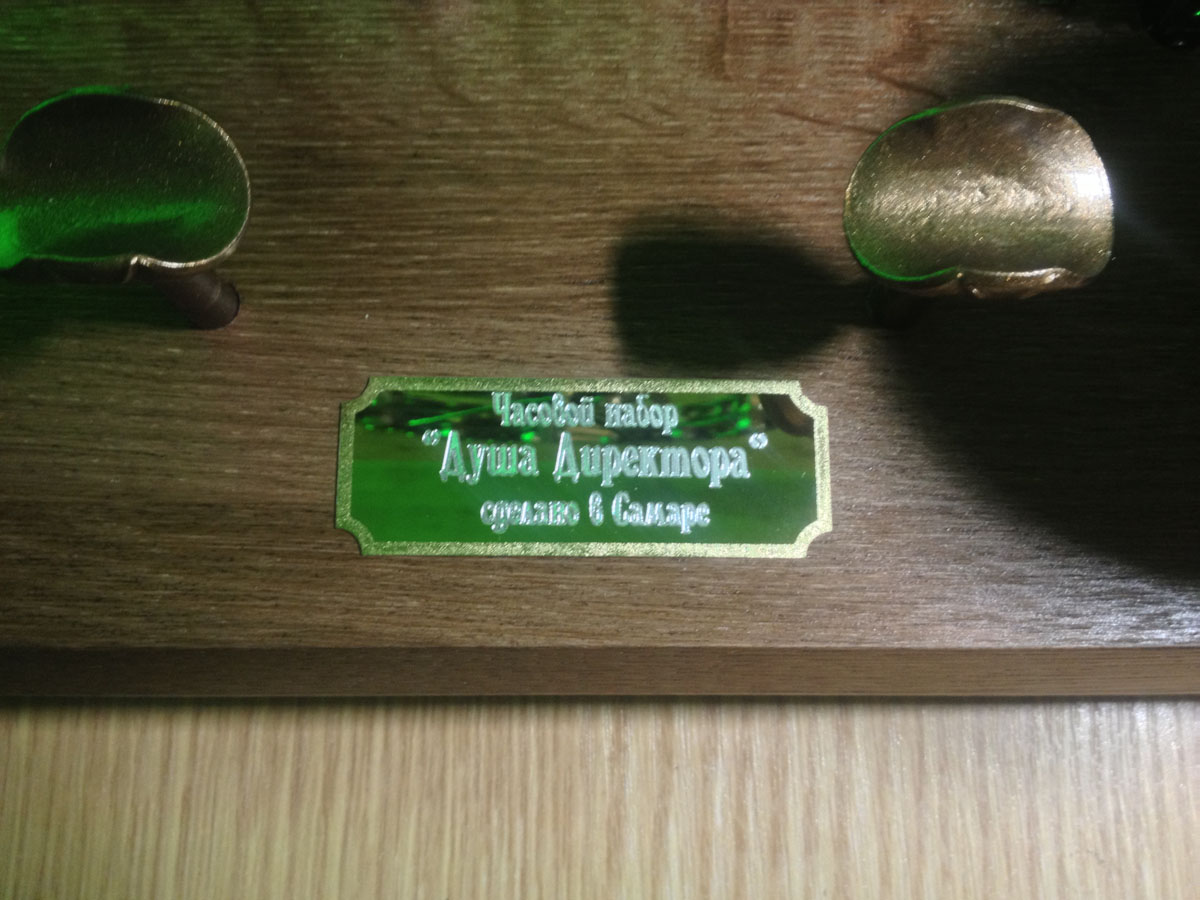 Часовой набор
“Душа Директора“
сделано в Самаре